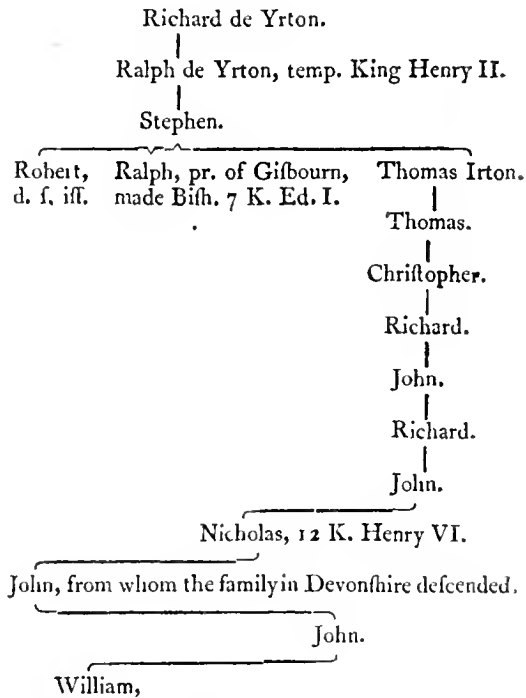 Richard de Yrton.
Ralph de Yrton, temp. King Henry II.
Stephen.
Robert, Ralph, pr. of Giſbourn, Thomas Irton.
d. ſ. iſſ. made Biſh. 7 K. Ed. I.
Thomas.
Chriſtopher.
Richard.
John.
Richard.
John.
Nicholas, 12 K. Henry VI.
John, from whom the family in Devonſhire deſcended.
John.
William,